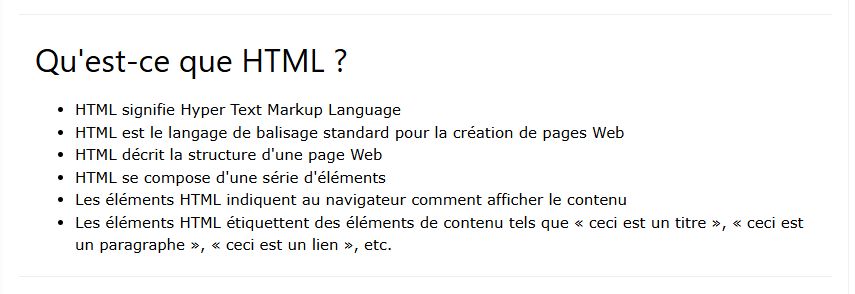 Qu'est-ce que HTML ?
• HTML signifie Hyper Text Markup Language
• HTML est le langage de balisage standard pour la création de pages Web
• HTML décrit la structure d'une page Web
• HTML se compose d'une série d'éléments
• Les éléments HTML indiquent au navigateur comment afficher le contenu
• Les éléments HTML étiquettent des éléments de contenu tels que « ceci est un titre », « ceci est
un paragraphe », « ceci est un lien », etc.